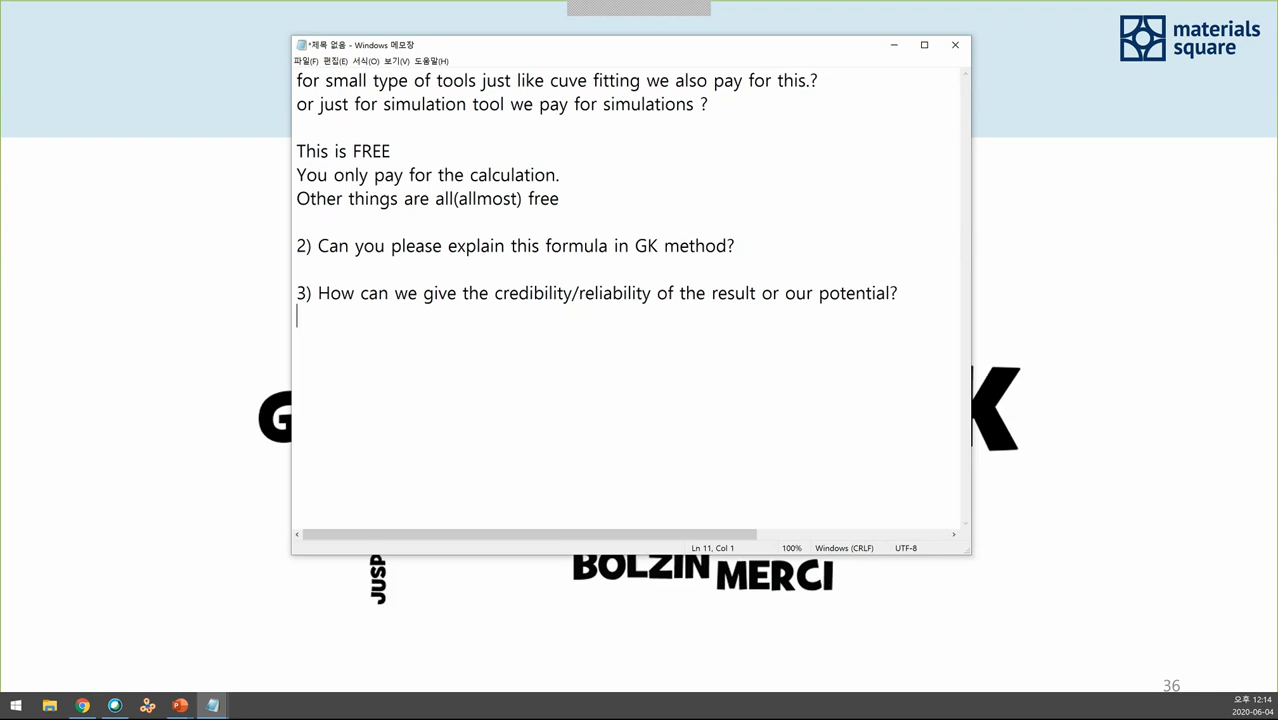 materials
square
*제목 없음 - Windows 메모장
파일(F) 편집(E) 서식(O) 보기(V) 도움말(H)
for small type of tools just like cuve fitting we also pay for this.?
or just for simulation tool we pay for simulations ?
This is FREE
You only pay for the calculation.
Other things are all(allmost) free
2) Can you please explain this formula in GK method?
3) How can we give the credibility/reliability of the result or our potential?
G
K
Ln 11, Col 1 100% Windows (CRLF) UTF-8
JUSP
BOLZIN MERCI
36
오후 12:14
2020-06-04